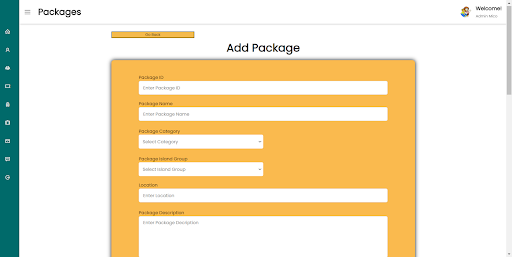 Packages
Welcome!
Admin Nico
Go Back
Add Package
Package ID
Enter Package ID
Package Name
Enter Package Name
Package Category
Select Category
Package Island Group
Select Island Group
Location
Enter Location
Package Description
Enter Package Description